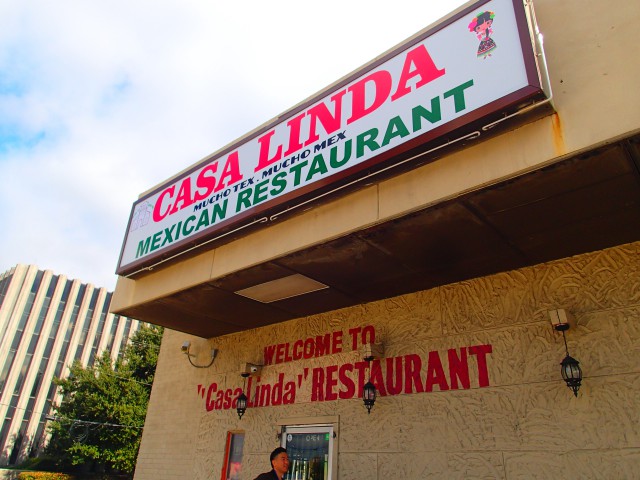 CASA LINDA
MUCHO TEX . MUCHO MEX
MEXICAN RESTAURANT
WELCOME TO
"Casa Linda" RESTAURANT